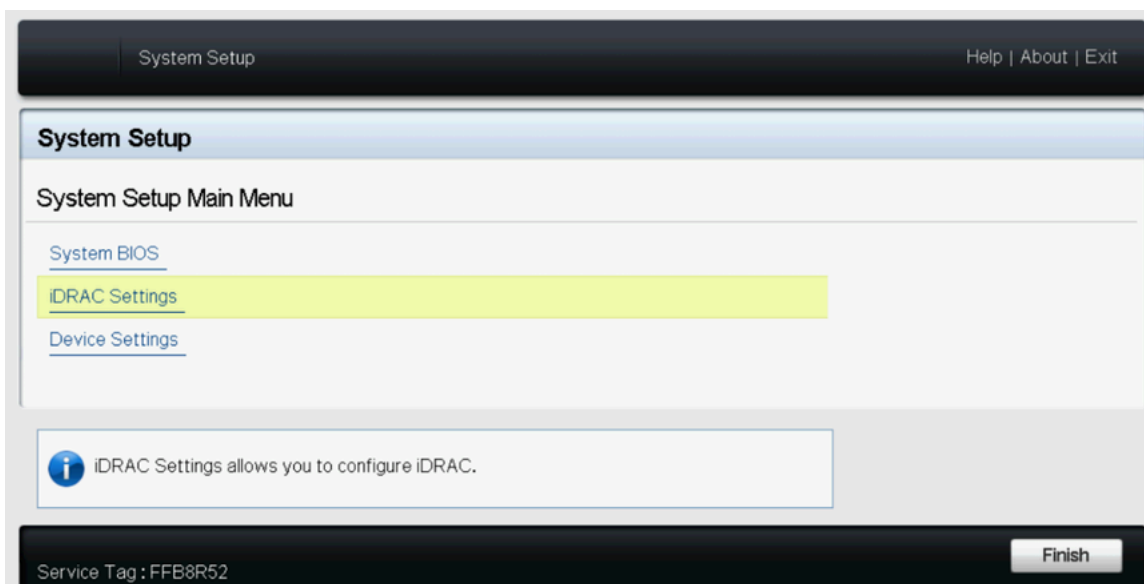 System Setup
Help | About | Exit
System Setup
System Setup Main Menu
System BIOS
iDRAC Settings
Device Settings
iDRAC Settings allows you to configure iDRAC.
Service Tag : FFB8R52
Finish